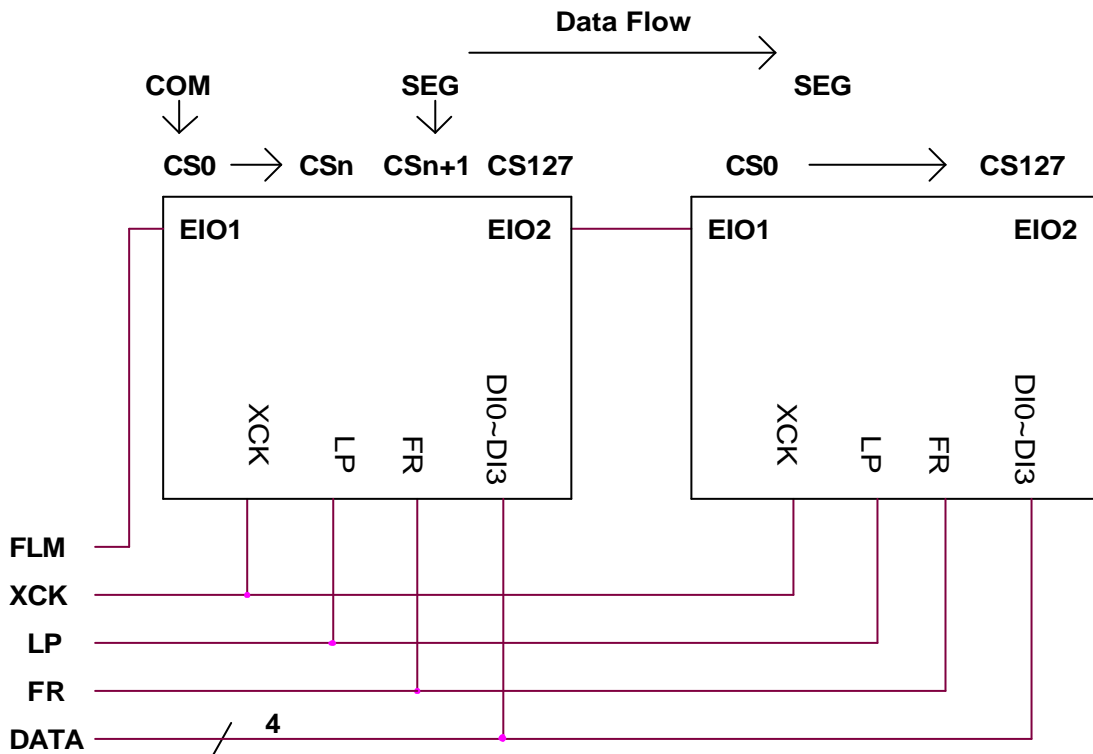 Data Flow
COM SEG SEG
CS0 CSn CSn+1 CS127 CS0 CS127
EIO1 EIO2 EIO1 EIO2
XCK LP FR DI0~DI3 XCK LP FR DI0~DI3
FLM
XCK
LP
FR
4
DATA